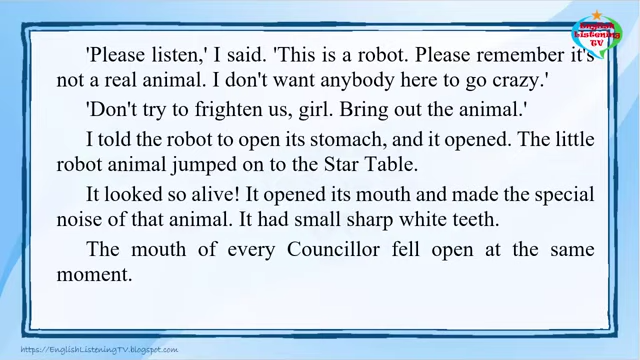 English
Listening
TV
'Please listen,' I said. 'This is a robot. Please remember it's
not a real animal. I don't want anybody here to go crazy.'
'Don't try to frighten us, girl. Bring out the animal.'
I told the robot to open its stomach, and it opened. The little
robot animal jumped on to the Star Table.
It looked so alive! It opened its mouth and made the special
noise of that animal. It had small sharp white teeth.
The mouth of every Councillor fell open at the same
moment.
https://EnglishListeningTV.blogspot.com